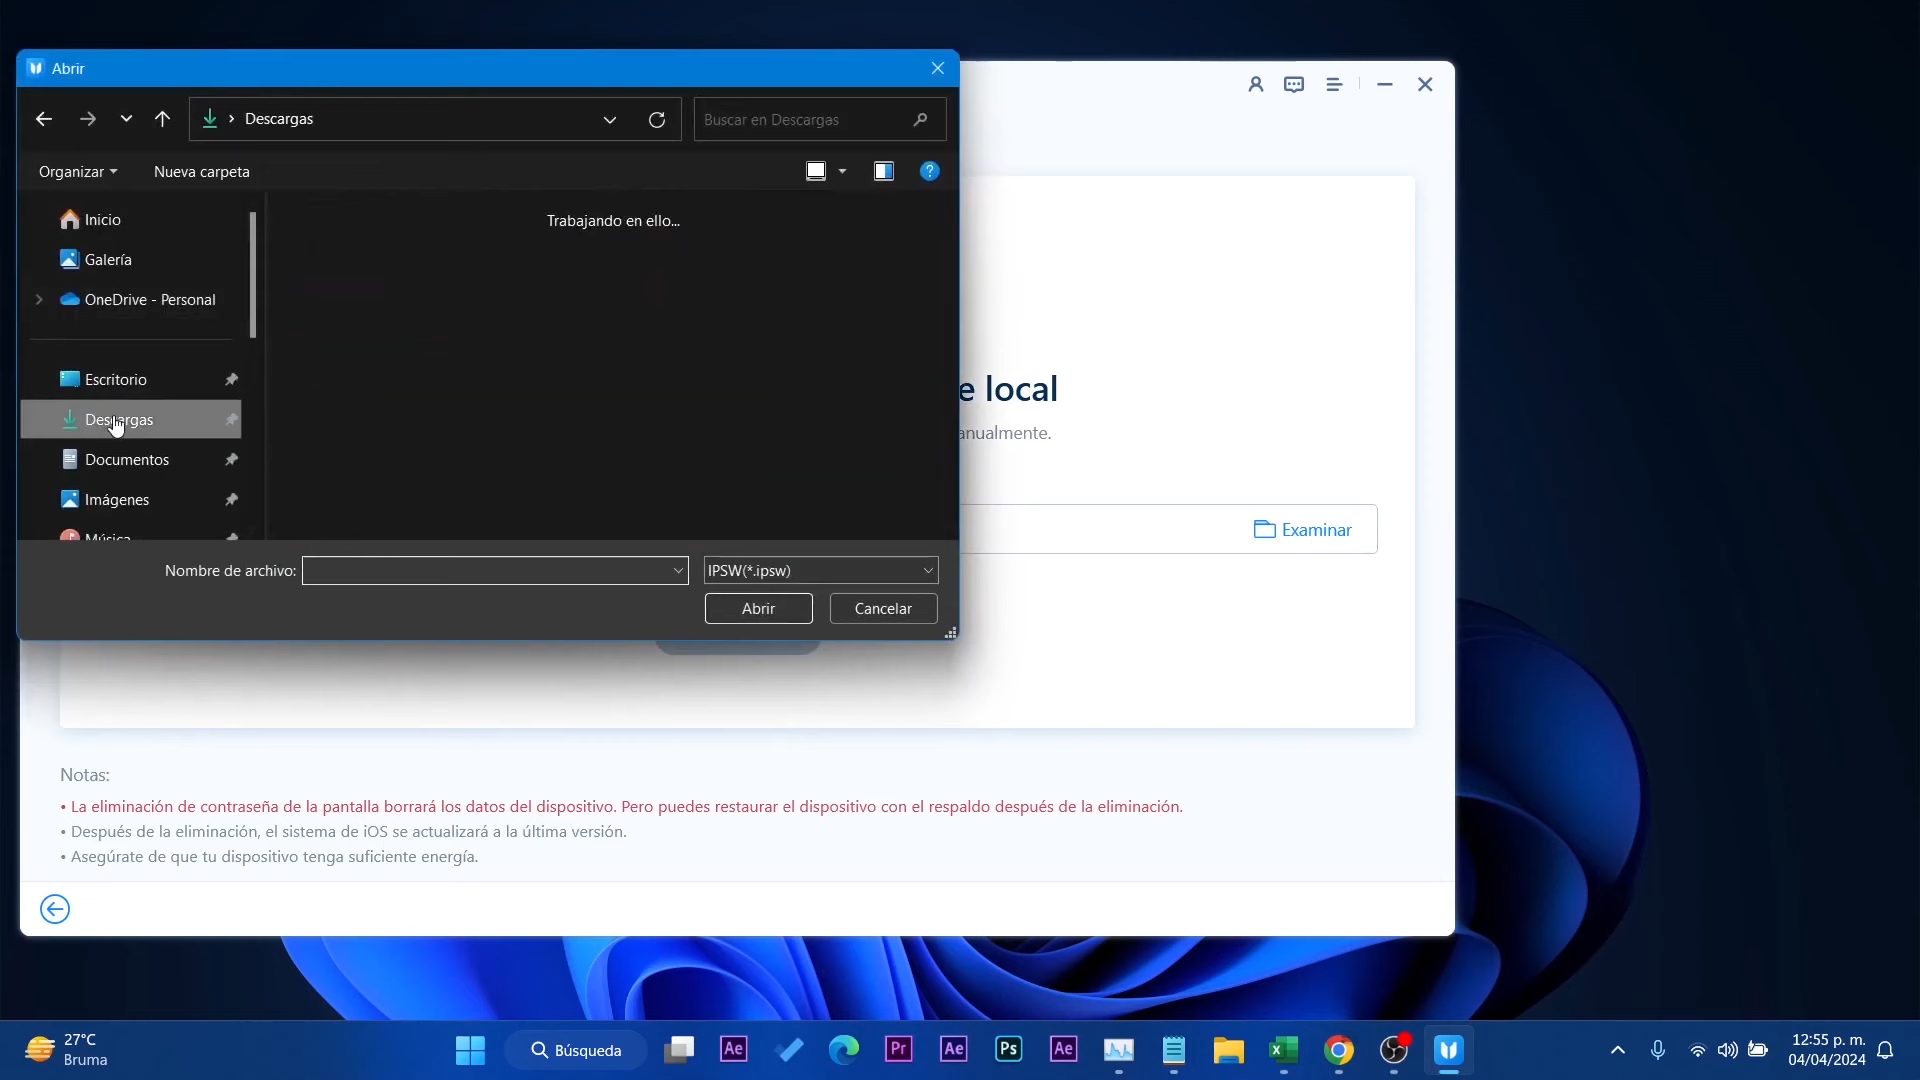 Abrir
Descargas
Buscar en Descargas
Organizar
Nueva carpeta
Inicio
Trabajando en ello...
Galería
OneDrive - Personal
Escritorio
Descargas
Documentos
Imágenes
Música
e local
anualmente.
Examinar
Nombre de archivo:
IPSW(*.ipsw)
Abrir
Cancelar
Notas:
• La eliminación de contraseña de la pantalla borrará los datos del dispositivo. Pero puedes restaurar el dispositivo con el respaldo después de la eliminación.
• Después de la eliminación, el sistema de iOS se actualizará a la última versión.
• Asegúrate de que tu dispositivo tenga suficiente energía.
27°C
Bruma
Búsqueda
Ae
Pr
Ae
Ps
Ae
12:55 p. m.
04/04/2024